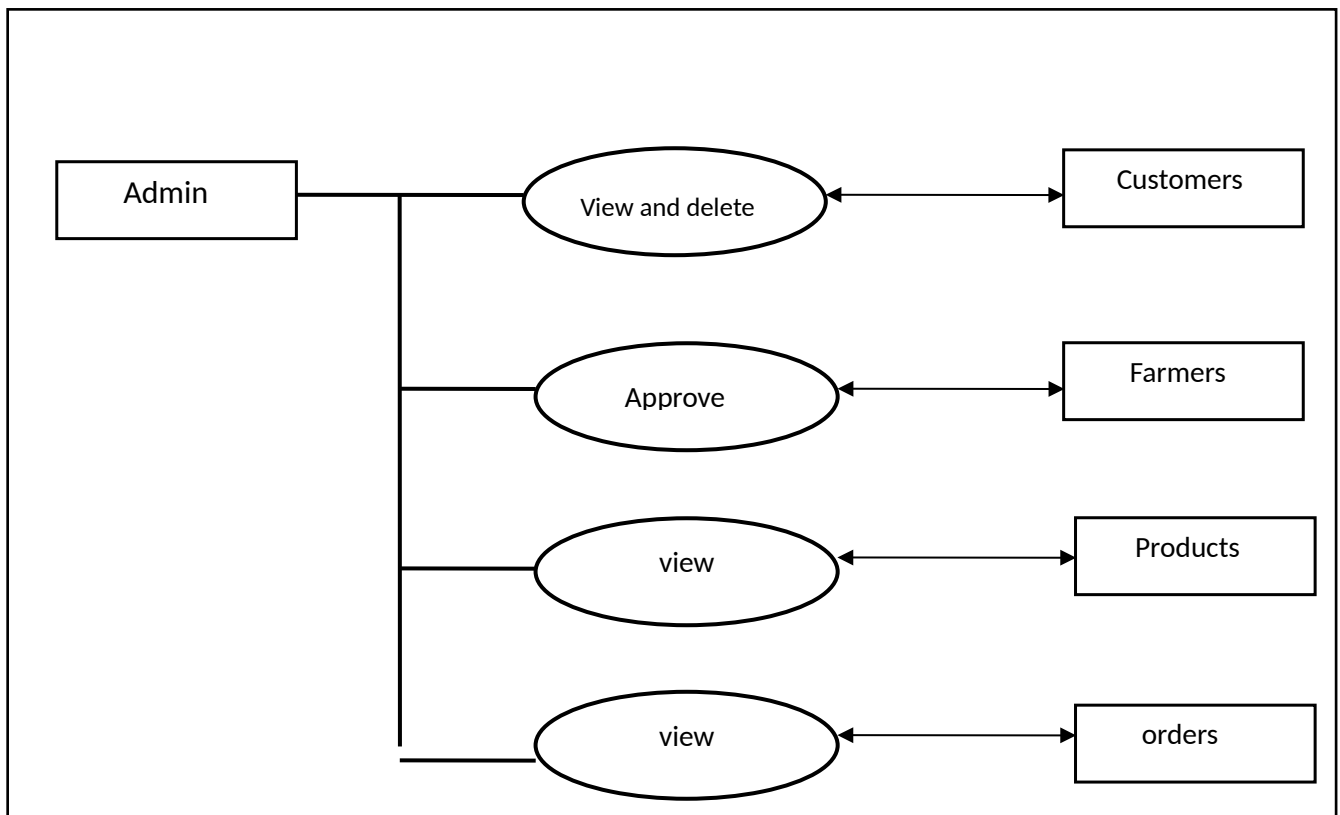 Admin
View and delete
Customers
Approve
Farmers
view
Products
view
orders